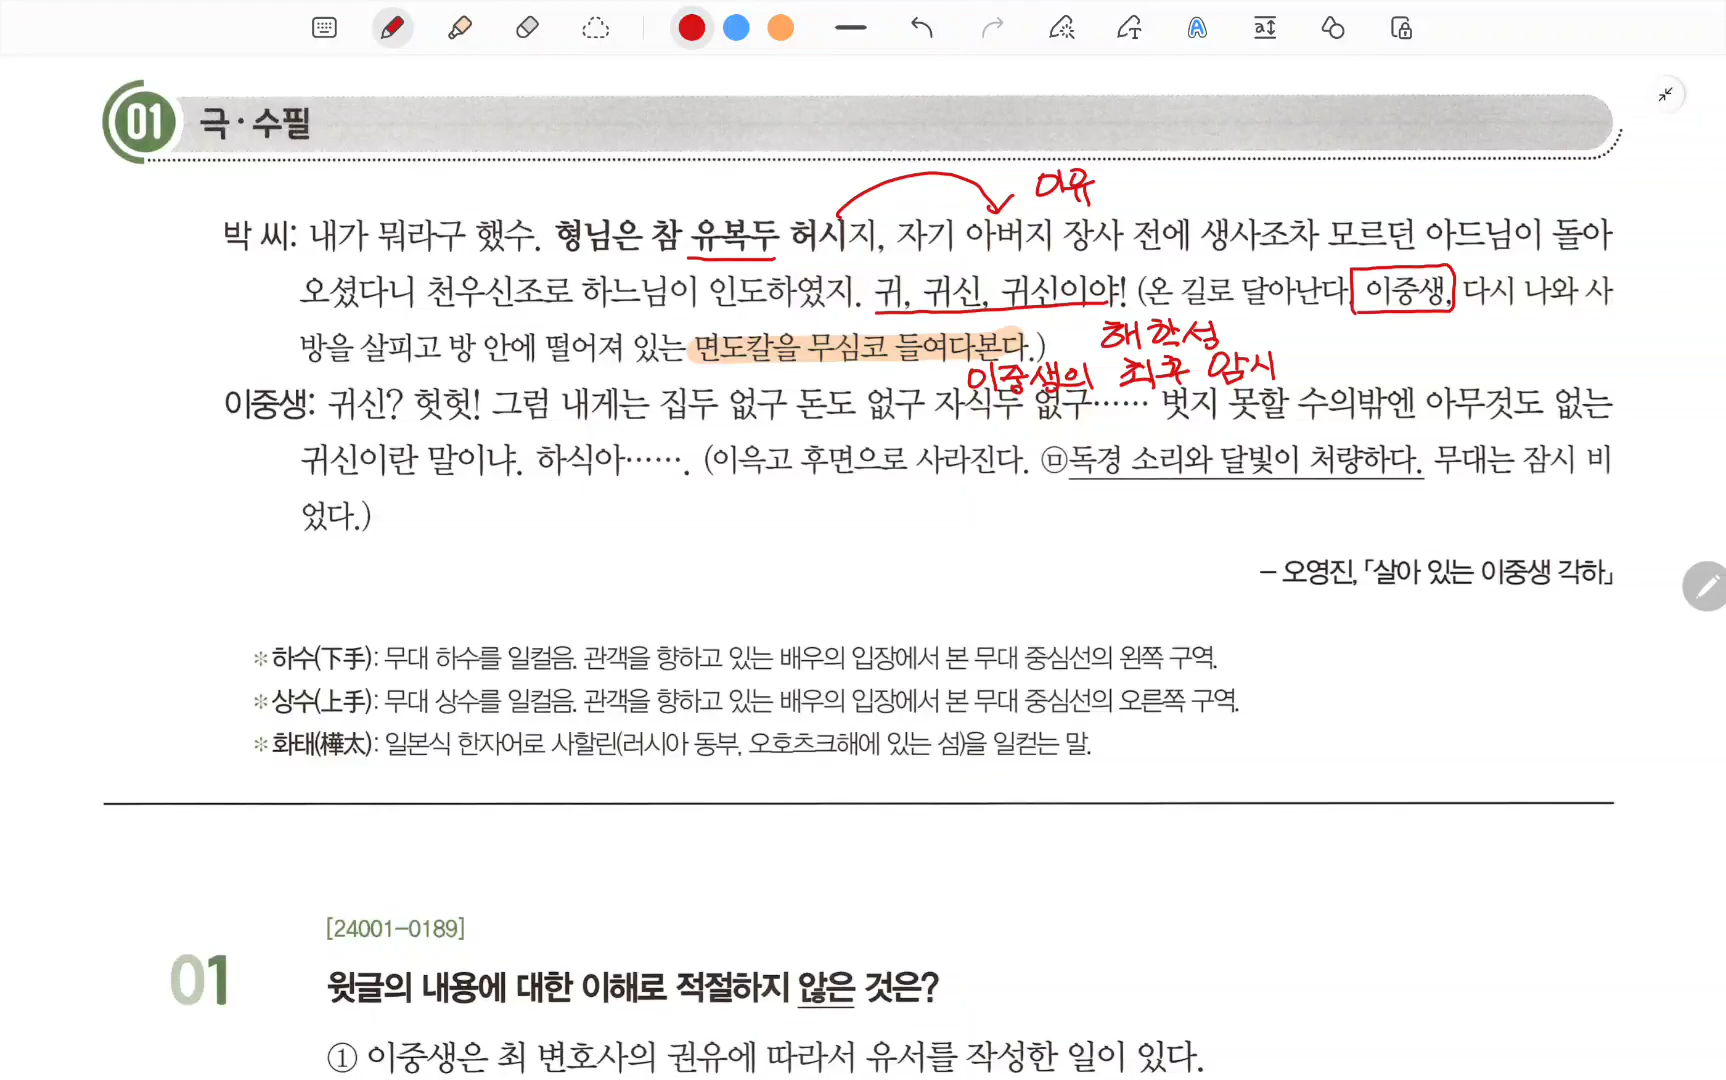 01 극·수필
이유
박 씨: 내가 뭐라구 했수. 형님은 참 유복두 허시지, 자기 아버지 장사 전에 생사조차 모르던 아드님이 돌아
오셨다니 천우신조로 하느님이 인도하였지. 귀, 귀신, 귀신이야! (온 길로 달아난다. 이중생, 다시 나와 사
방을 살피고 방 안에 떨어져 있는 면도칼을 무심코 들여다본다.)
해학성
이중생의 최후 암시
이중생: 귀신? 헛헛! 그럼 내게는 집두 없구 돈도 없구 자식두 없구…… 벗지 못할 수의밖엔 아무것도 없는
귀신이란 말이냐. 하식아……. (이윽고 후면으로 사라진다. ㉤독경 소리와 달빛이 처량하다. 무대는 잠시 비
었다.)
– 오영진, 「살아 있는 이중생 각하」
*하수(下手): 무대 하수를 일컬음. 관객을 향하고 있는 배우의 입장에서 본 무대 중심선의 왼쪽 구역.
*상수(上手): 무대 상수를 일컬음. 관객을 향하고 있는 배우의 입장에서 본 무대 중심선의 오른쪽 구역.
*화태(樺太): 일본식 한자어로 사할린(러시아 동부, 오호츠크해에 있는 섬)을 일컫는 말.
[24001-0189]
01 윗글의 내용에 대한 이해로 적절하지 않은 것은?
① 이중생은 최 변호사의 권유에 따라서 유서를 작성한 일이 있다.